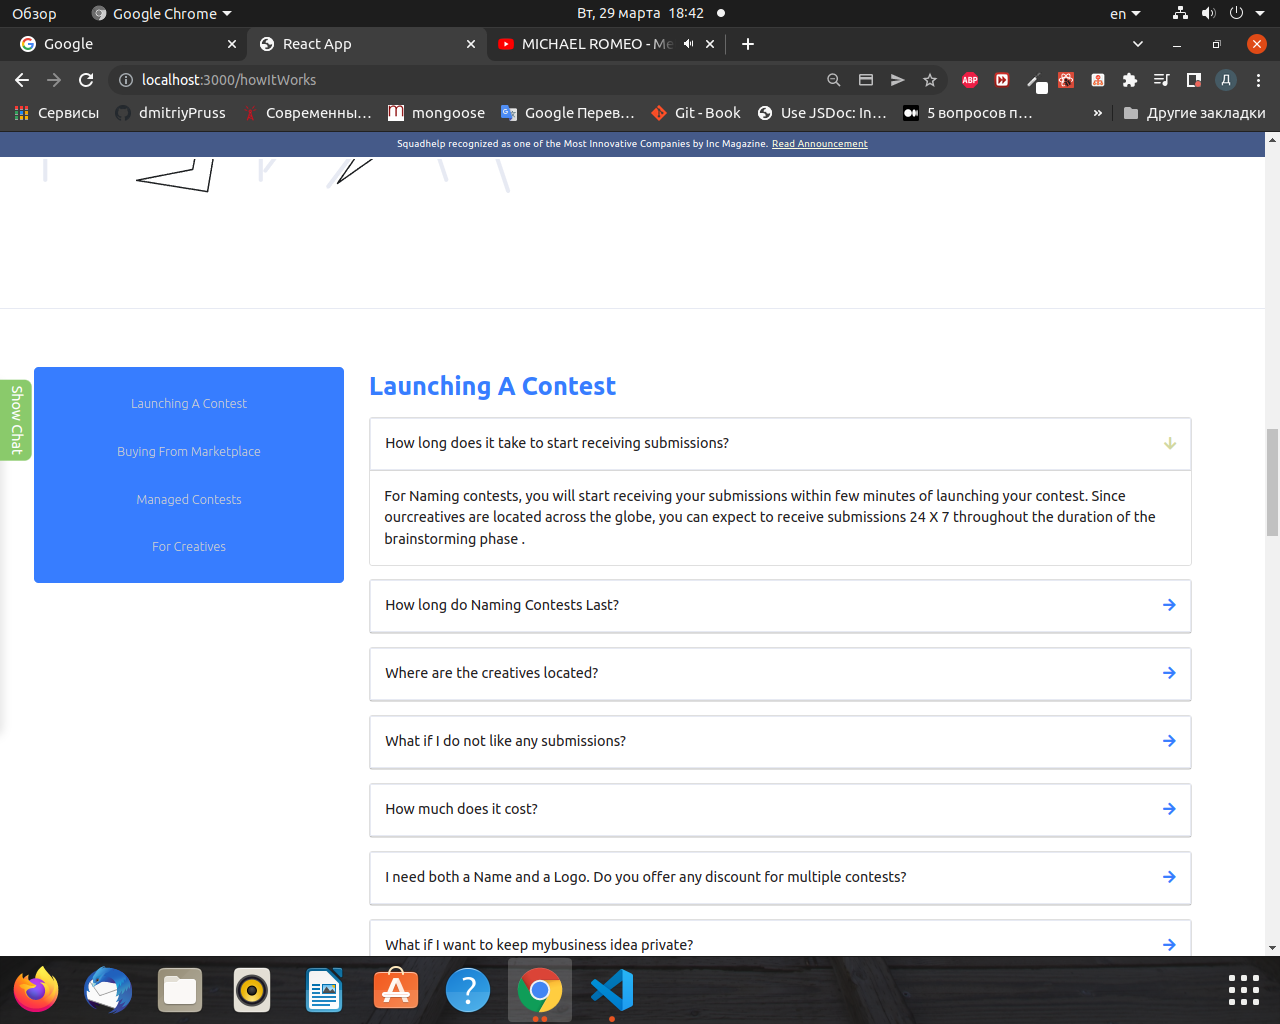 Обзор
Google Chrome
Вт, 29 марта 18:42
en
Google
React App
MICHAEL ROMEO - Me
localhost:3000/howItWorks
ABP
Д
Сервисы
dmitriyPruss
Современны...
mongoose
Google Перев...
Git - Book
Use JSDoc: In...
5 вопросов п...
»
Другие закладки
Squadhelp recognized as one of the Most Innovative Companies by Inc Magazine. Read Announcement
Show Chat
Launching A Contest
Buying From Marketplace
Managed Contests
For Creatives
Launching A Contest
How long does it take to start receiving submissions?
For Naming contests, you will start receiving your submissions within few minutes of launching your contest. Since
ourcreatives are located across the globe, you can expect to receive submissions 24 X 7 throughout the duration of the
brainstorming phase .
How long do Naming Contests Last?
Where are the creatives located?
What if I do not like any submissions?
How much does it cost?
I need both a Name and a Logo. Do you offer any discount for multiple contests?
What if I want to keep mybusiness idea private?